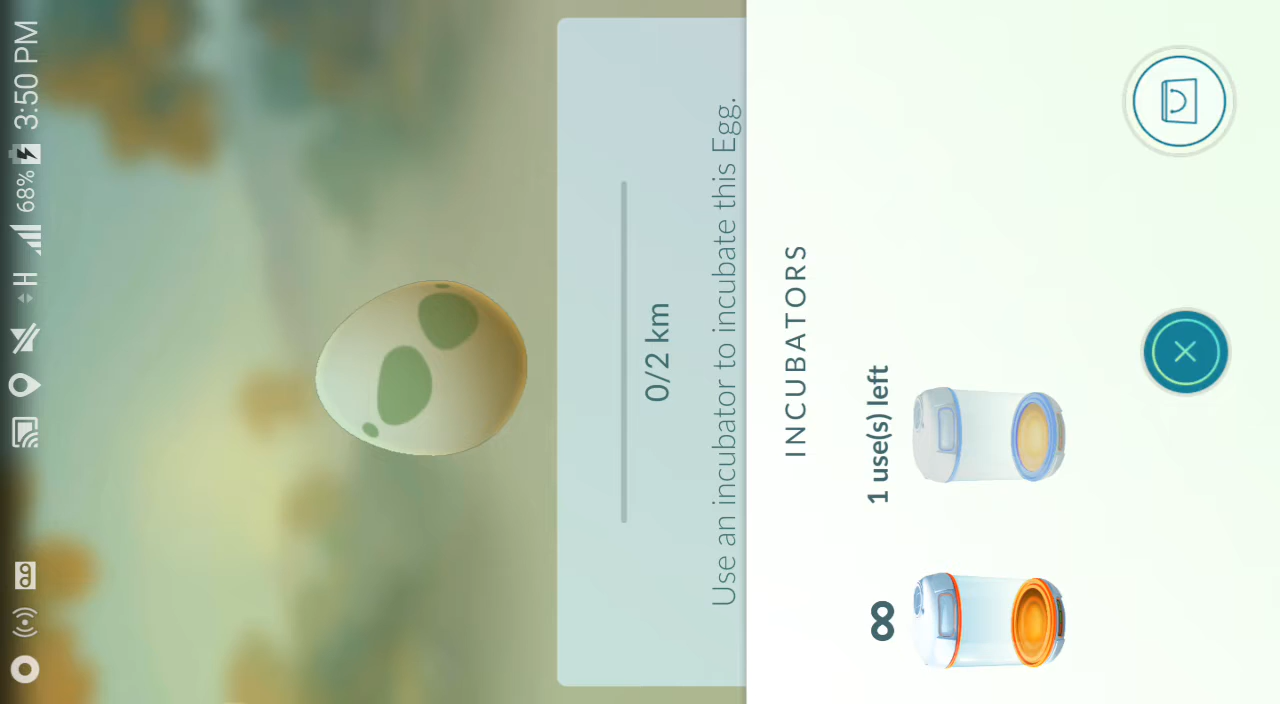 H 68% 3:50 PM
0/2 km
Use an incubator to incubate this Egg.
INCUBATORS
∞
1 use(s) left